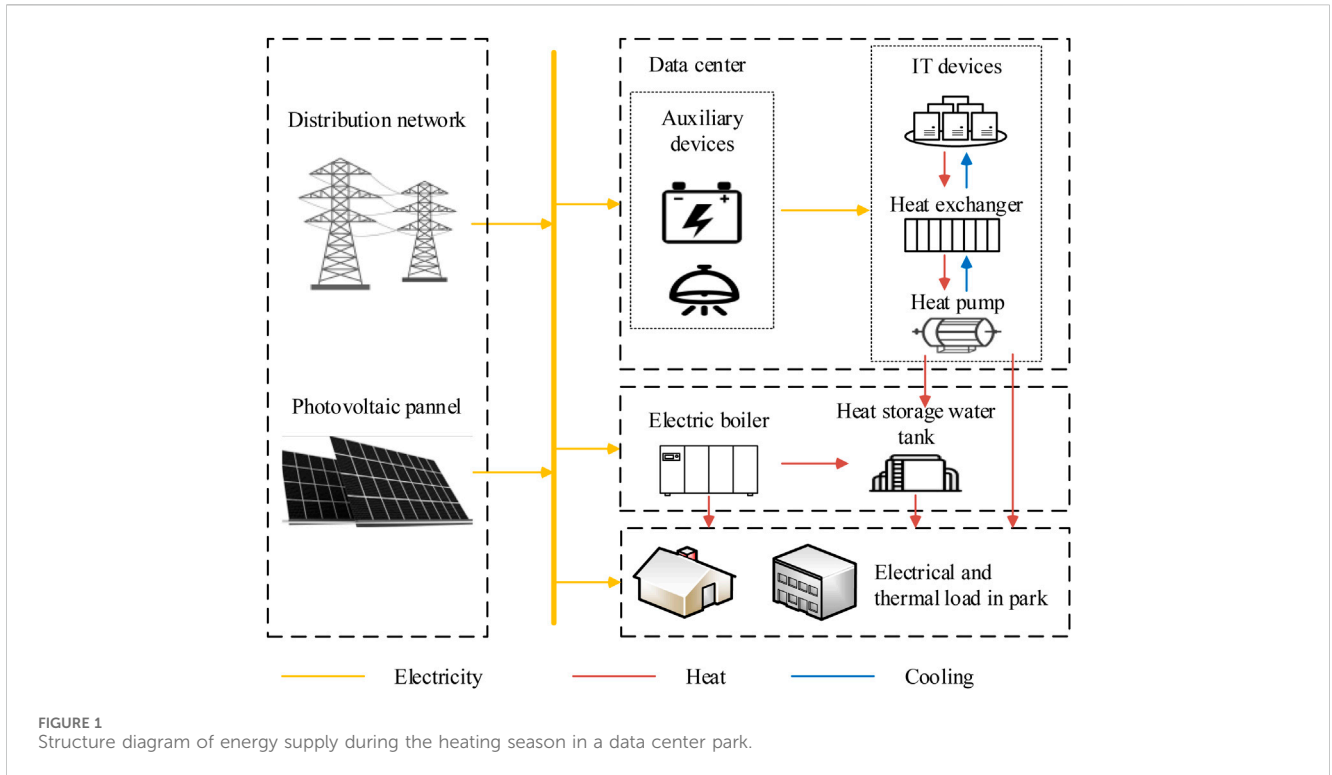 Distribution network
Photovoltaic pannel
Data center
Auxiliary
devices
IT devices
Heat exchanger
Heat pump
Electric boiler
Heat storage water
tank
Electrical and
thermal load in park
Electricity
Heat
Cooling
FIGURE 1
Structure diagram of energy supply during the heating season in a data center park.